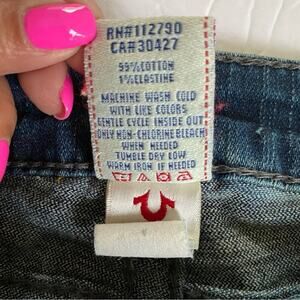 RN#112790
CA#30427
99%COTTON
1%ELASTINE
MACHINE WASH COLD
WITH LIKE COLORS
GENTLE CYCLE INSIDE OUT
ONLY NON-CHLORINE BLEACH
WHEN NEEDED
TUMBLE DRY LOW
WARM IRON IF NEEDED